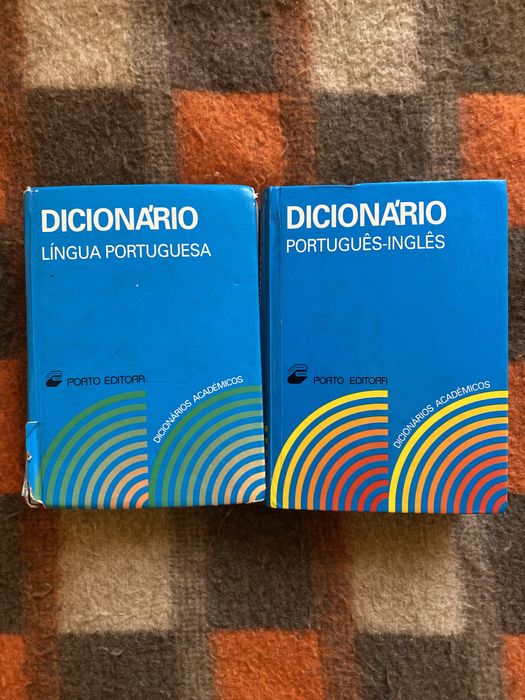 DICIONÁRIO
LÍNGUA PORTUGUESA
PORTO EDITORA
DICIONÁRIOS ACADÉMICOS
DICIONÁRIO
PORTUGUÊS-INGLÊS
PORTO EDITORA
DICIONÁRIOS ACADÉMICOS